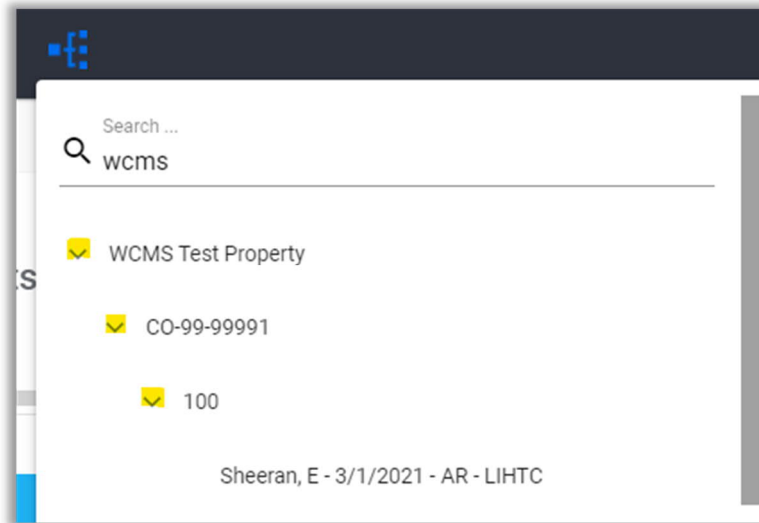 Search ...
wcms
WCMS Test Property
CO-99-99991
100
Sheeran, E - 3/1/2021 - AR - LIHTC